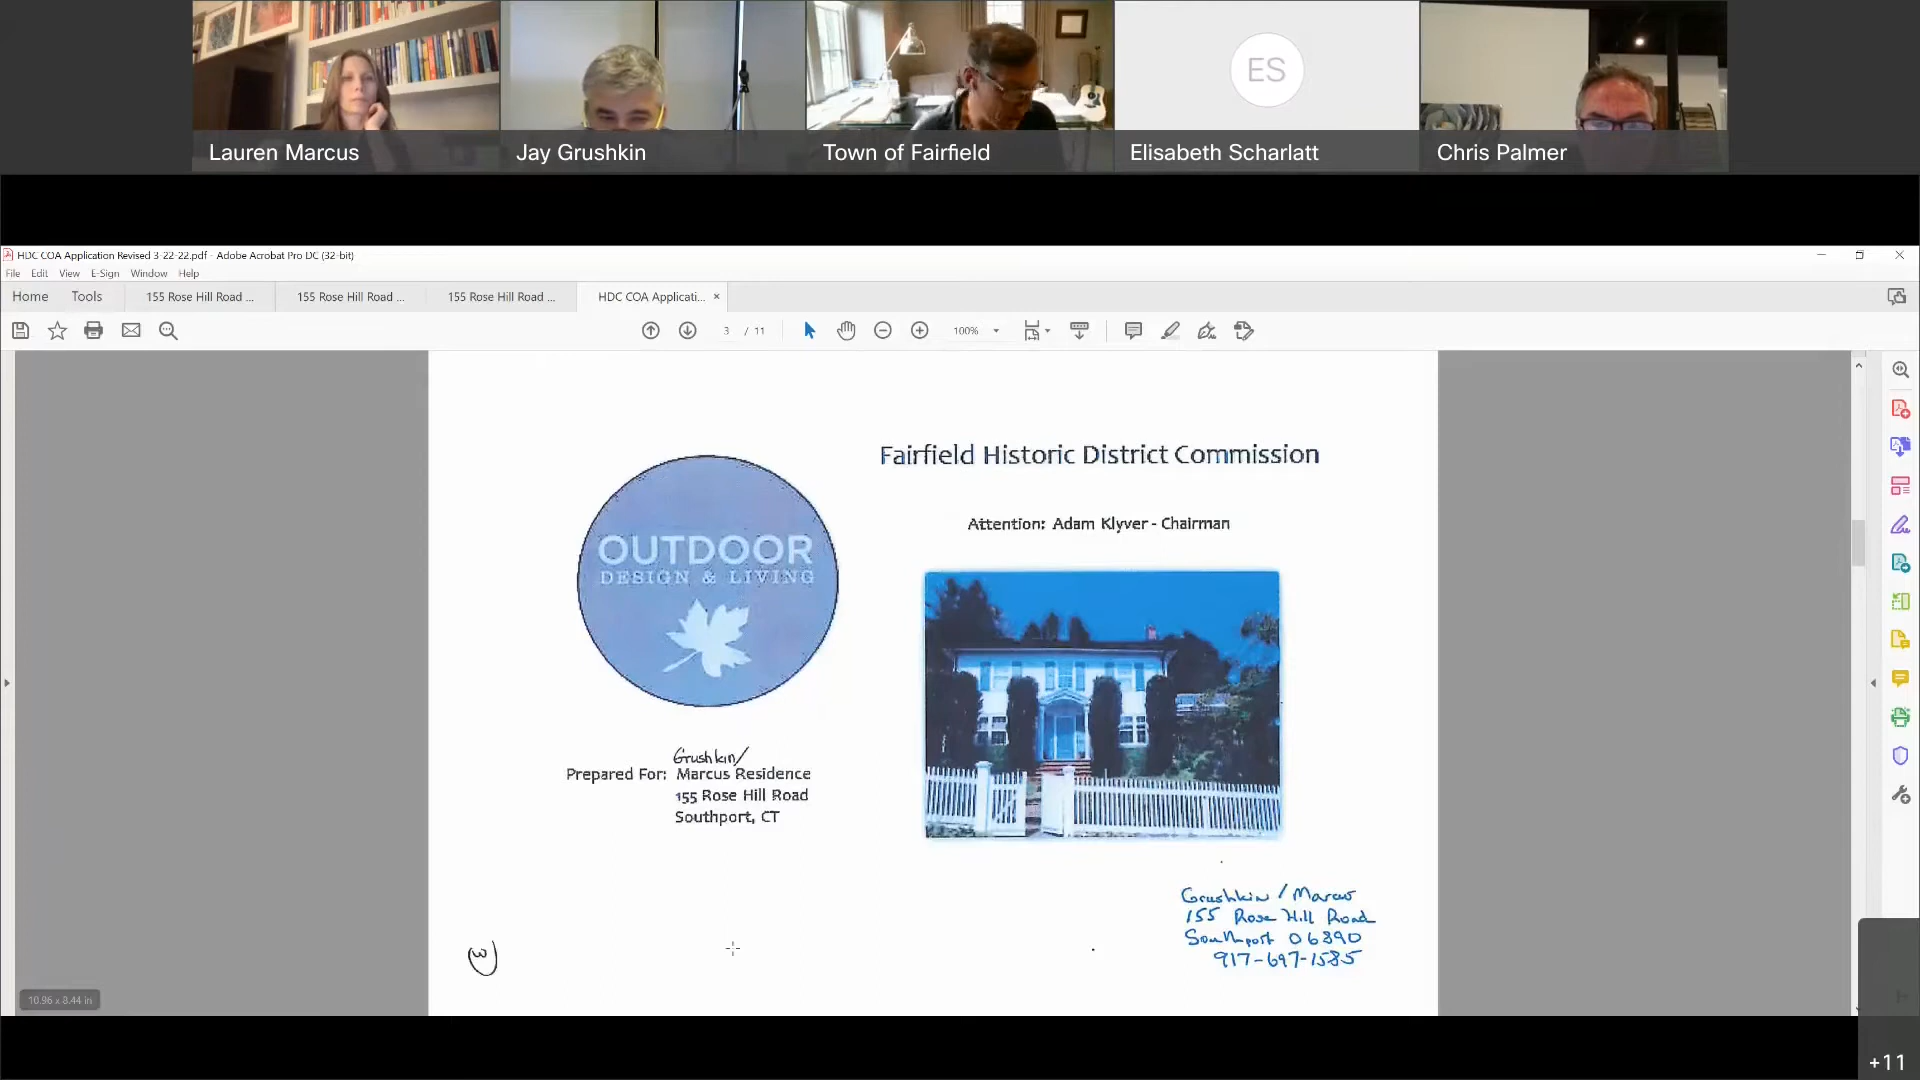 Lauren Marcus
Jay Grushkin
Town of Fairfield
ES
Elisabeth Scharlatt
Chris Palmer
HDC COA Application Revised 3-22-22.pdf - Adobe Acrobat Pro DC (32-bit)
File Edit View E-Sign Window Help
Home Tools 155 Rose Hill Road ... 155 Rose Hill Road ... 155 Rose Hill Road ... HDC COA Applicati... ×
3 / 11 100%
Fairfield Historic District Commission
Attention: Adam Klyver - Chairman
OUTDOOR
DESIGN & LIVING
Grushkin/
Prepared For: Marcus Residence
155 Rose Hill Road
Southport, CT
Grushkin / Marcus
155 Rose Hill Road
Southport 06890
917-697-1585
3
10.96 x 8.44 in
+11